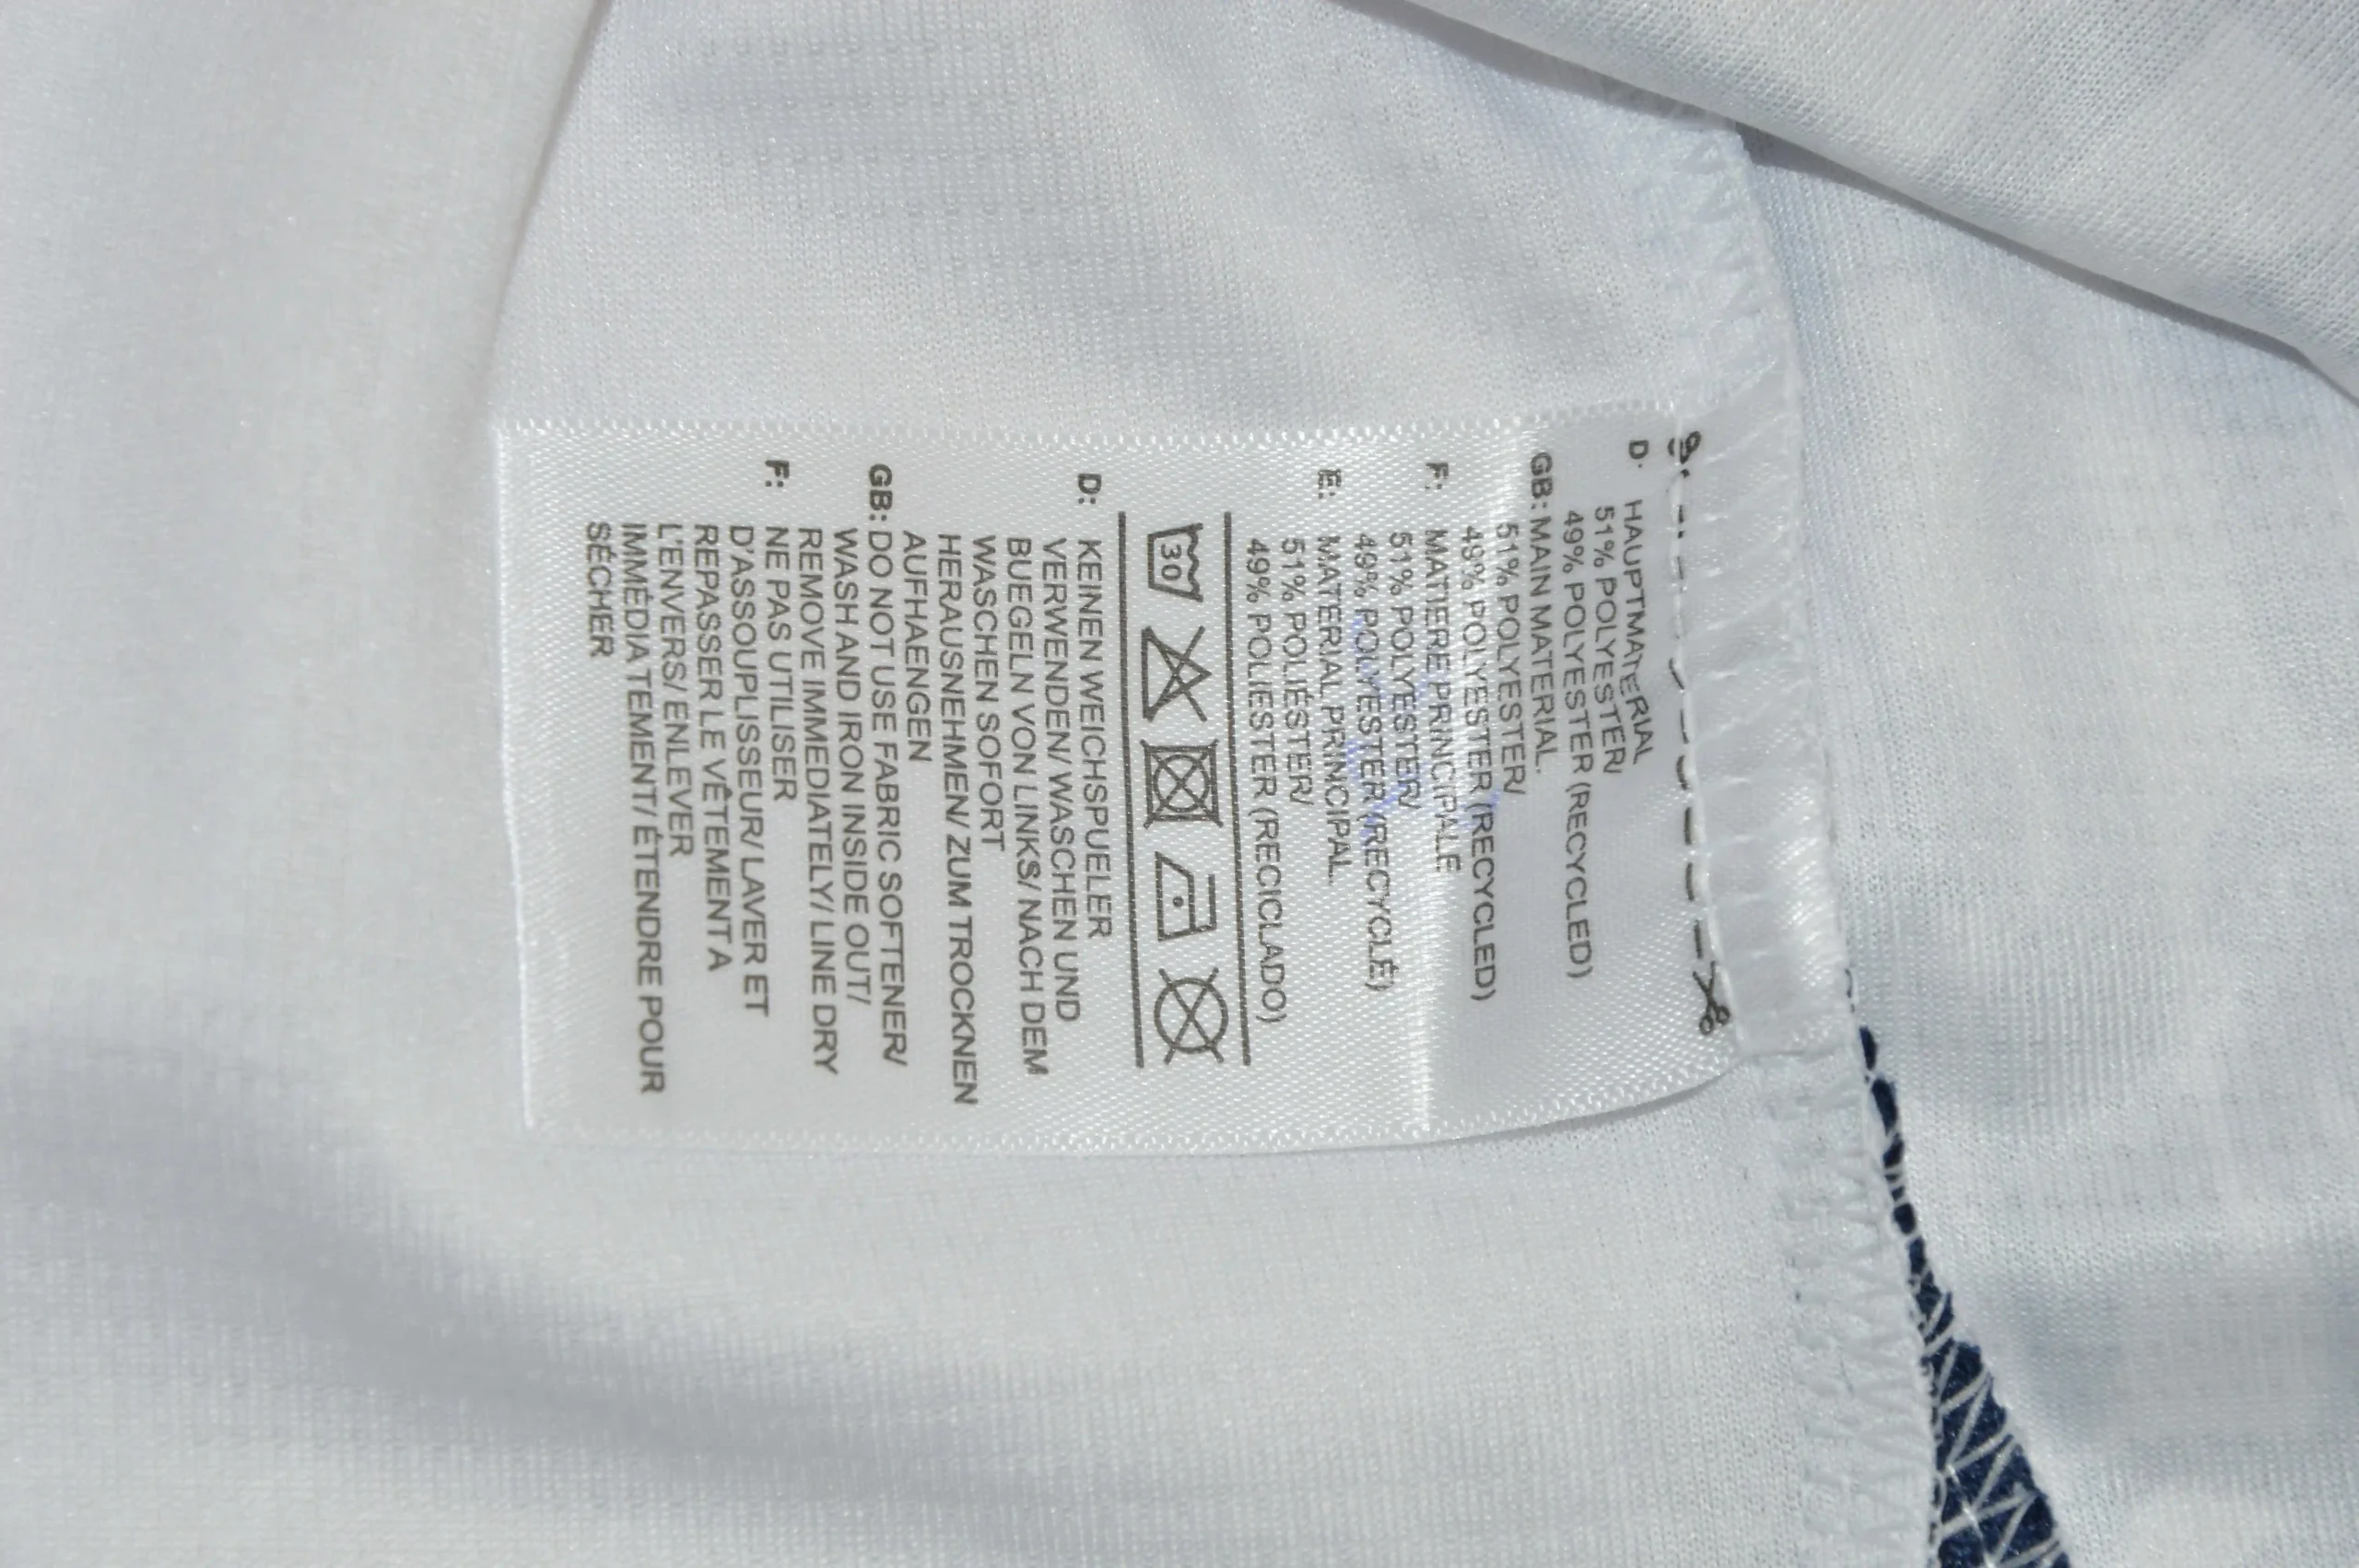 D: HAUPTMATERIAL
51% POLYESTER/
49% POLYESTER (RECYCLED)
GB: MAIN MATERIAL.
51% POLYESTER/
49% POLYESTER (RECYCLED)
F: MATIERE PRINCIPALE
51% POLYESTER/
49% POLYESTER (RECYCLÉ)
E: MATERIAL PRINCIPAL.
51% POLIÉSTER/
49% POLIÉSTER (RECICLADO)
30
D: KEINEN WEICHSPUELER
VERWENDEN/ WASCHEN UND
BUEGELN VON LINKS/ NACH DEM
WASCHEN SOFORT
HERAUSNEHMEN/ ZUM TROCKNEN
AUFHAENGEN
GB: DO NOT USE FABRIC SOFTENER/
WASH AND IRON INSIDE OUT/
REMOVE IMMEDIATELY/ LINE DRY
F: NE PAS UTILISER
D'ASSOUPLISSEUR/ LAVER ET
REPASSER LE VÊTEMENT A
L'ENVERS/ ENLEVER
IMMÉDIATEMENT/ ÉTENDRE POUR
SÉCHER